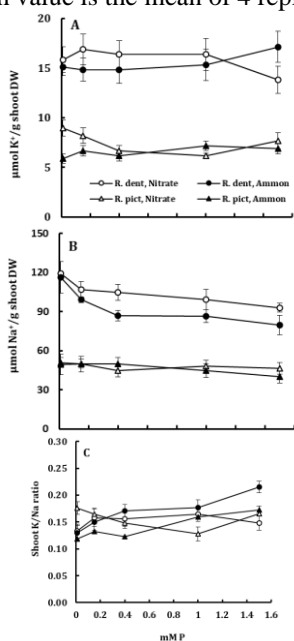 n value is the mean of 4 rep
A
µmol K⁺/g shoot DW
20
15
10
5
0
R. dent, Nitrate
R. dent, Ammon
R. pict, Nitrate
R. pict, Ammon
B
µmol Na⁺/g shoot DW
150
120
90
60
30
0
C
Shoot K/Na ratio
0.30
0.25
0.20
0.15
0.10
0.05
0.00
0 0.2 0.4 0.6 0.8 1 1.2 1.4 1.6
mM P